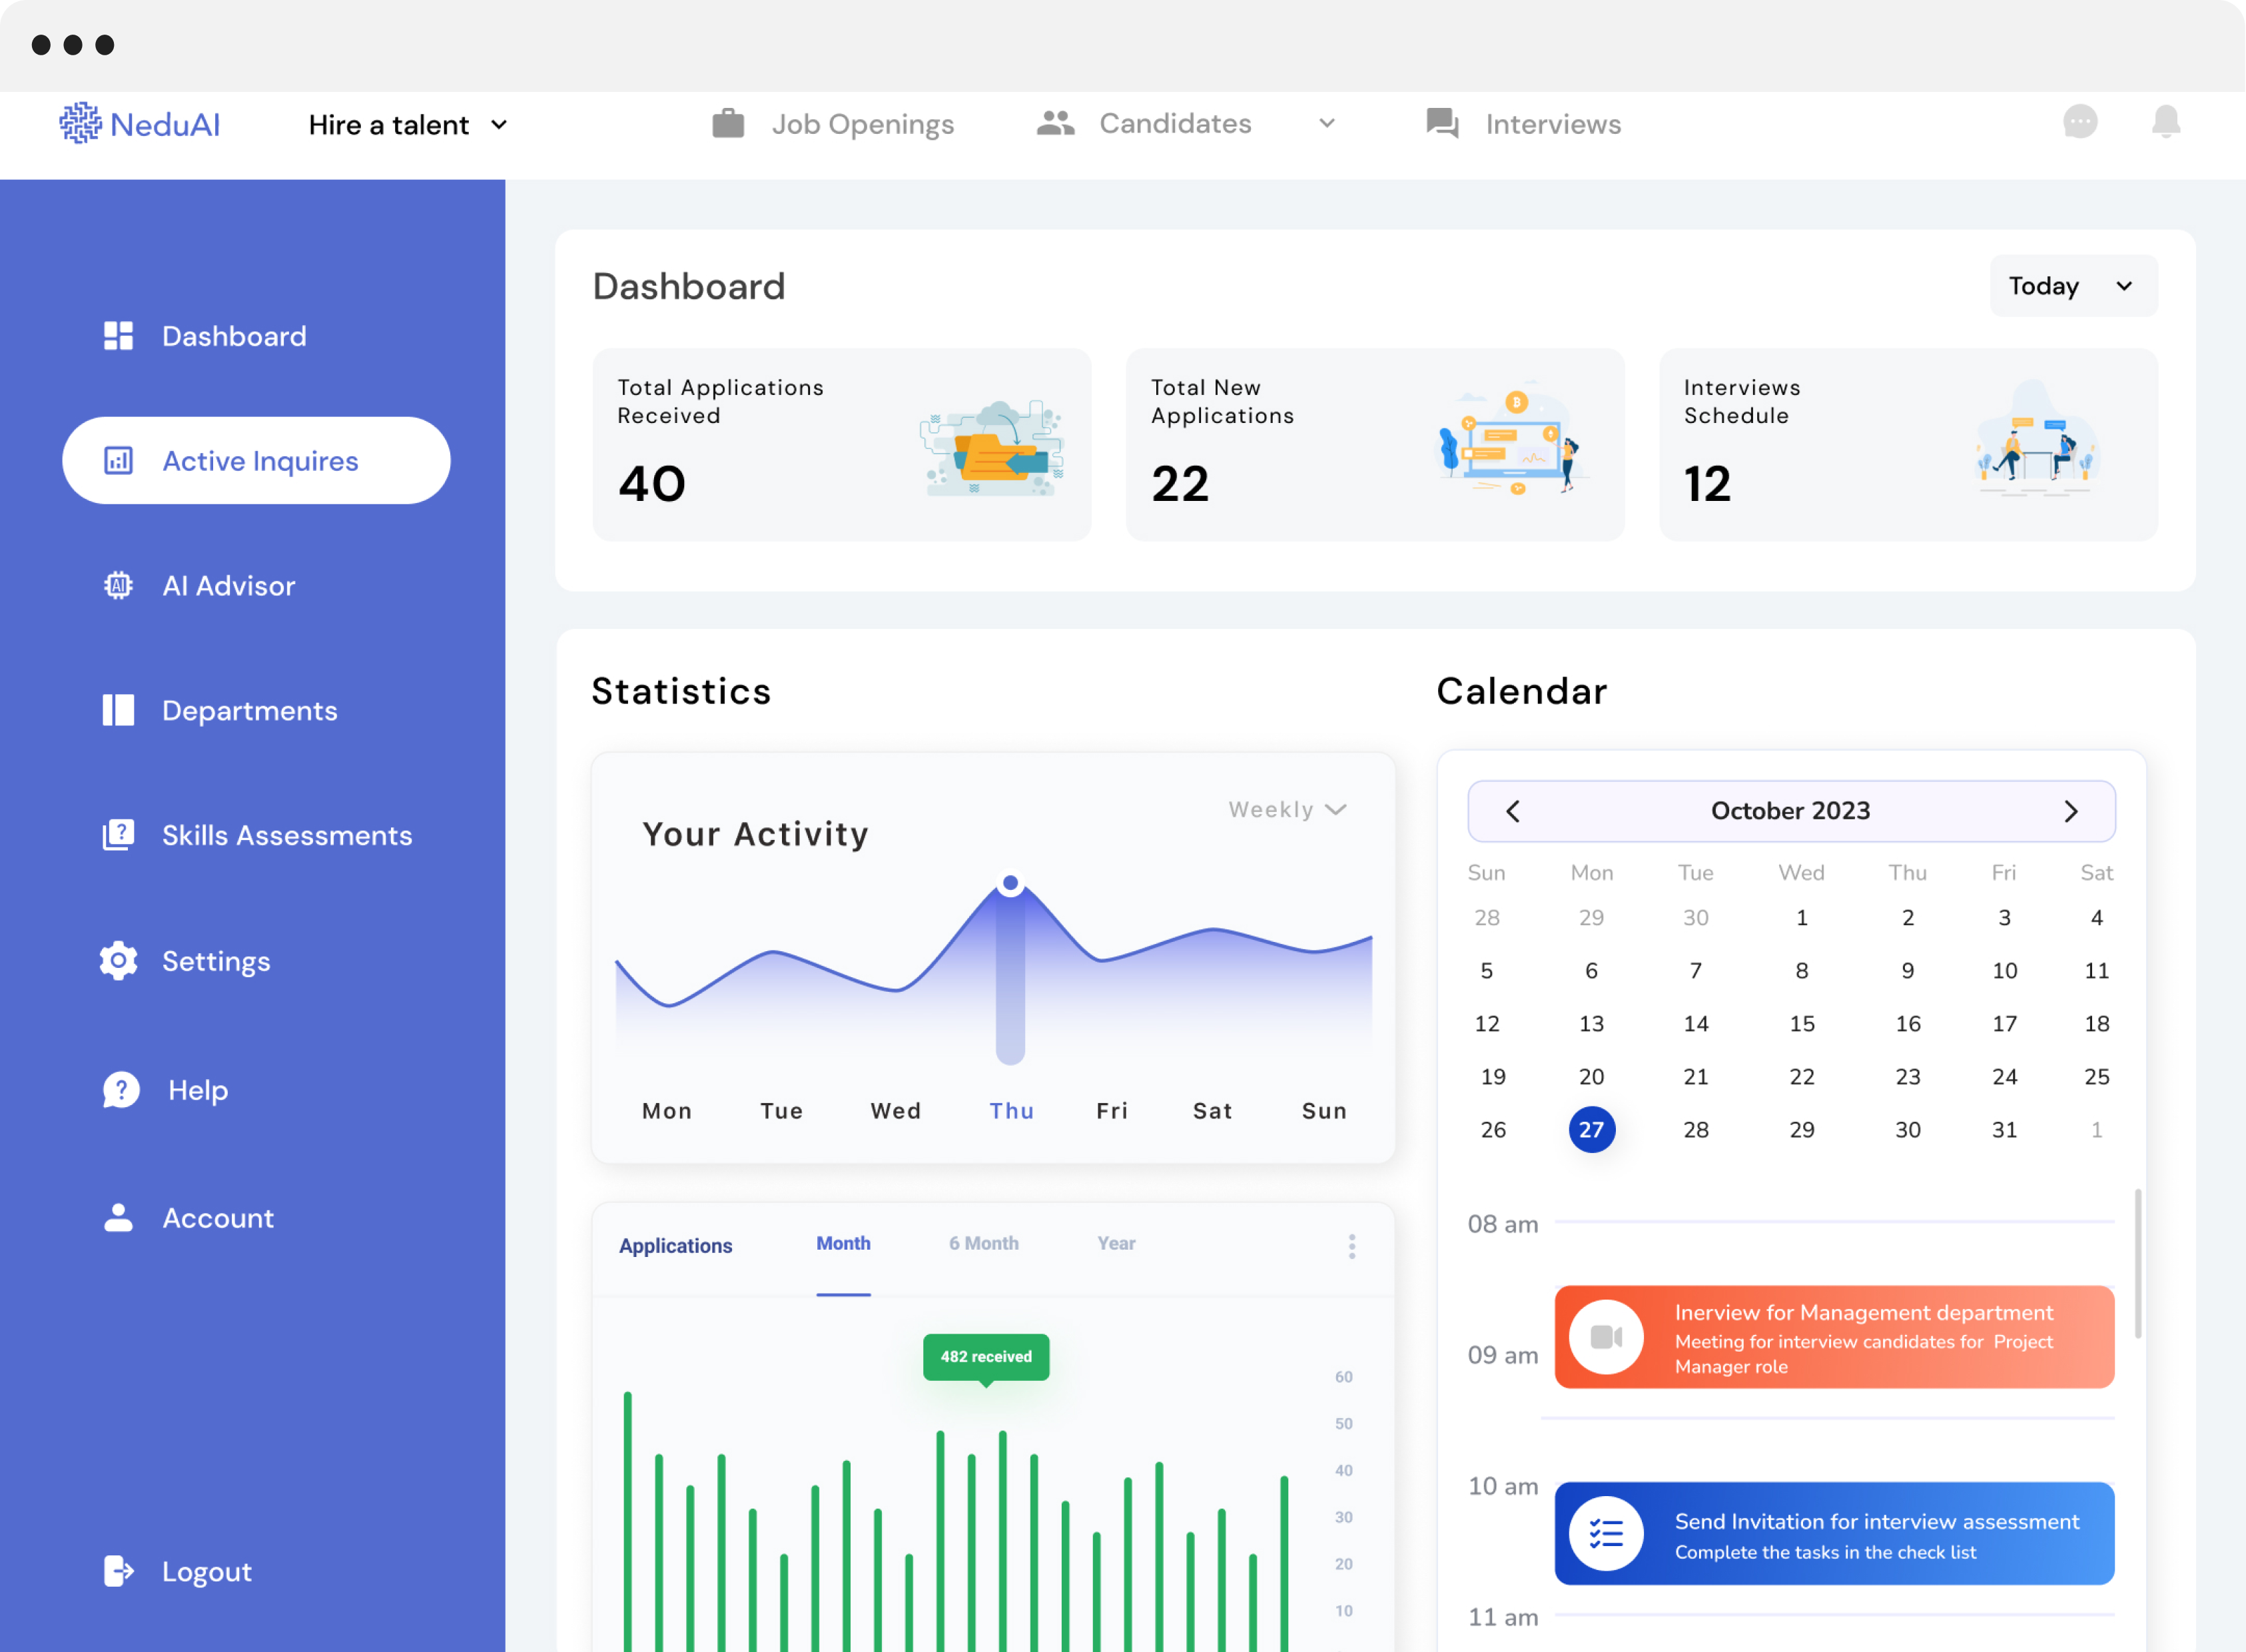 NeduAI
Hire a talent
Job Openings
Candidates
Interviews
Dashboard
Active Inquires
AI
AI Advisor
Departments
?
Skills Assessments
Settings
?
Help
Account
Logout
Dashboard
Today
Total Applications
Received
40
Total New
Applications
22
Interviews
Schedule
12
Statistics
Your Activity
Weekly
Mon Tue Wed Thu Fri Sat Sun
Applications
Month
6 Month
Year
482 received
60
50
40
30
20
10
Calendar
October 2023
Sun Mon Tue Wed Thu Fri Sat
28 29 30 1 2 3 4
5 6 7 8 9 10 11
12 13 14 15 16 17 18
19 20 21 22 23 24 25
26 27 28 29 30 31 1
08 am
09 am
Inerview for Management department
Meeting for interview candidates for Project
Manager role
10 am
Send Invitation for interview assessment
Complete the tasks in the check list
11 am